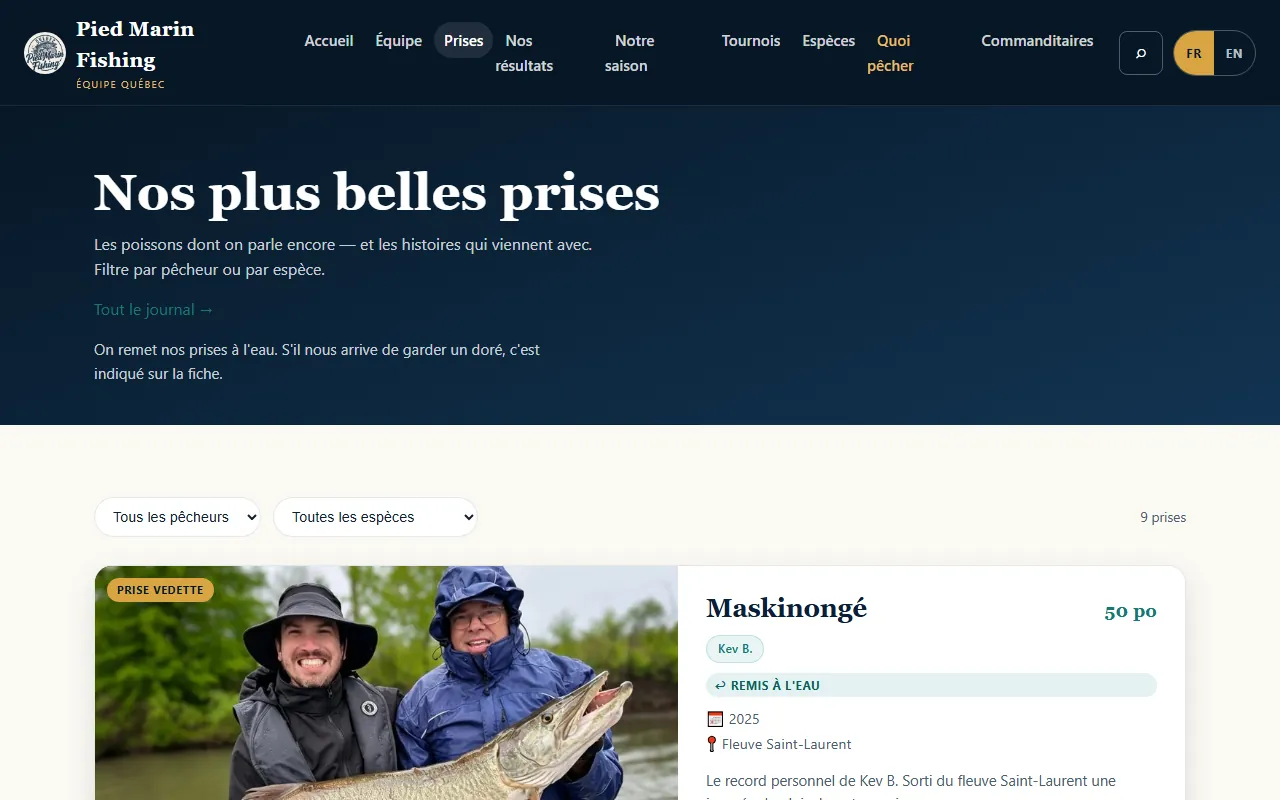 Pied Marin
Fishing
ÉQUIPE QUÉBEC
Accueil
Équipe
Prises
Nos
résultats
Notre
saison
Tournois
Espèces
Quoi
pêcher
Commanditaires
FR
EN
Nos plus belles prises
Les poissons dont on parle encore — et les histoires qui viennent avec.
Filtre par pêcheur ou par espèce.
Tout le journal →
On remet nos prises à l'eau. S'il nous arrive de garder un doré, c'est
indiqué sur la fiche.
Tous les pêcheurs
Toutes les espèces
9 prises
PRISE VEDETTE
Maskinongé
50 po
Kev B.
↩ REMIS À L'EAU
2025
Fleuve Saint-Laurent
Le record personnel de Kev B. Sorti du fleuve Saint-Laurent une